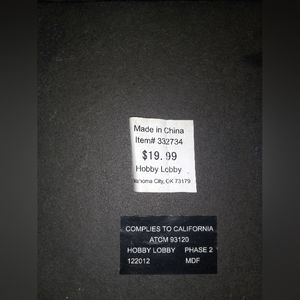 Made in China
Item# 332734
$19.99
Hobby Lobby
lahoma City, OK 73179
COMPLIES TO CALIFORNIA
ATCM 93120
HOBBY LOBBY PHASE 2
122012 MDF